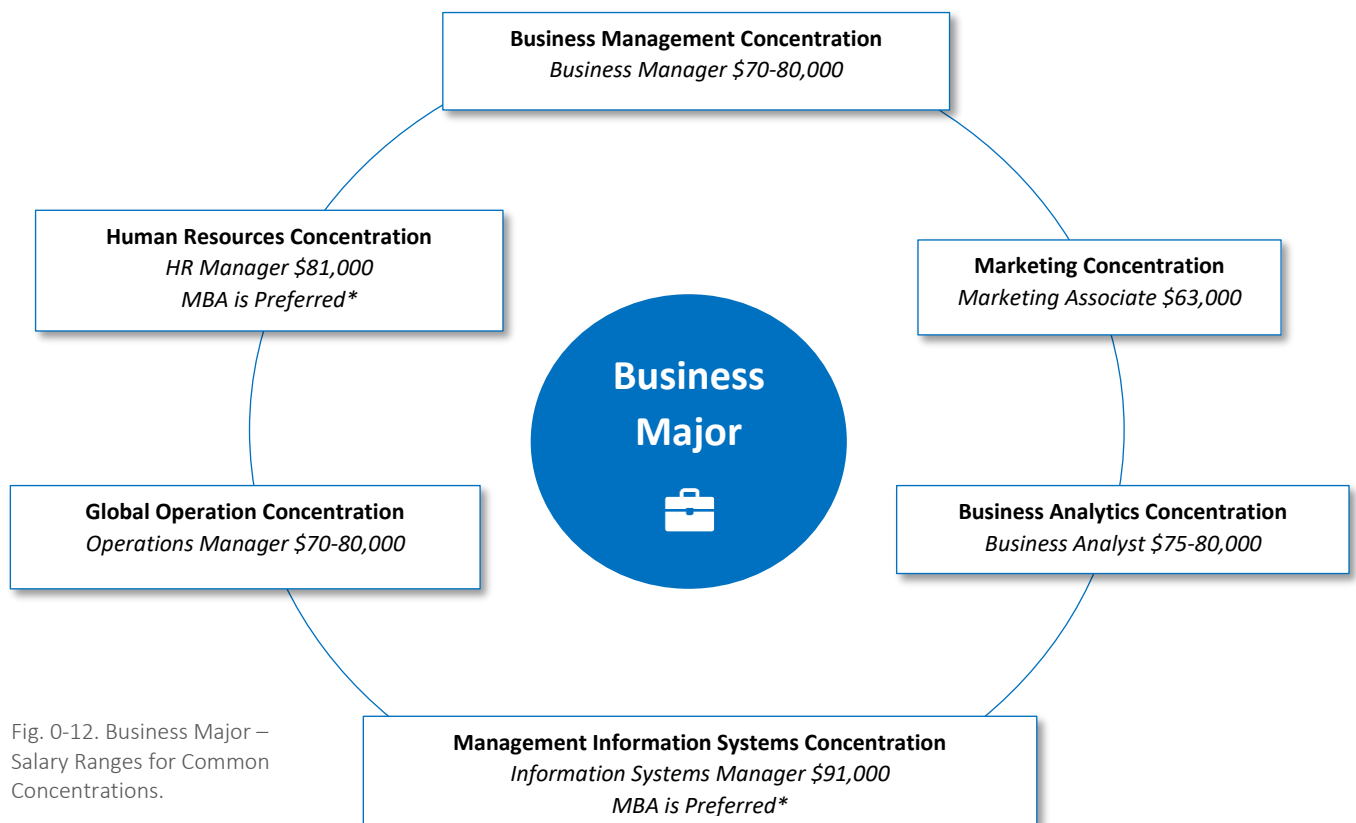 Business Management Concentration
Business Manager $70-80,000
Human Resources Concentration
HR Manager $81,000
MBA is Preferred*
Marketing Concentration
Marketing Associate $63,000
Business
Major
Global Operation Concentration
Operations Manager $70-80,000
Business Analytics Concentration
Business Analyst $75-80,000
Management Information Systems Concentration
Information Systems Manager $91,000
MBA is Preferred*
Fig. 0-12. Business Major –
Salary Ranges for Common
Concentrations.